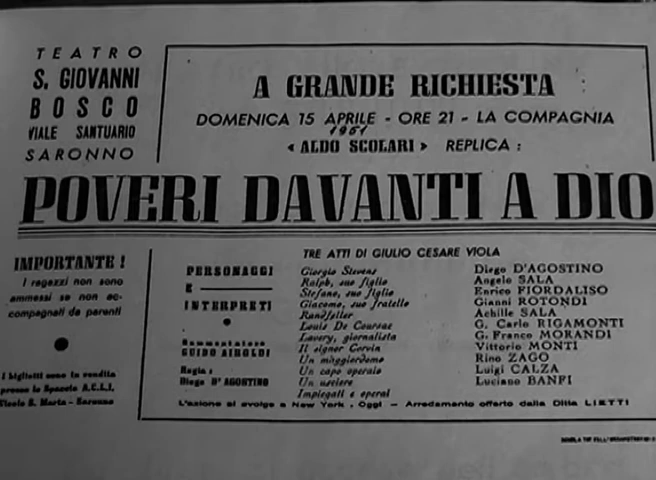 TEATRO
S. GIOVANNI
BOSCO
VIALE SANTUARIO
SARONNO
A GRANDE RICHIESTA
DOMENICA 15 APRILE - ORE 21 - LA COMPAGNIA
1951
« ALDO SCOLARI » REPLICA :
POVERI DAVANTI A DIO
IMPORTANTE !
I ragazzi non sono
ammessi se non ac-
compagnati da parenti
I biglietti sono in vendita
presso lo Spaccio A.C.L.I.
Vicolo S. Marta - Saronno
TRE ATTI DI GIULIO CESARE VIOLA
PERSONAGGI
E
INTERPRETI
Commentatore
GUIDO AIROLDI
Regia :
Diego D'AGOSTINO
Giorgio Stevens Diego D'AGOSTINO
Ralph, suo figlio Angelo SALA
Stefano, suo figlio Enrico FIORDALISO
Giacomo, suo fratello Gianni ROTONDI
Randfeller Achille SALA
Louis De Coursac G. Carlo RIGAMONTI
Lavery, giornalista G. Franco MORANDI
Il signor Corvin Vittorio MONTI
Un maggiordomo Rino ZAGO
Un capo operaio Luigi CALZA
Un usciere Luciano BANFI
Impiegati e operai
L'azione si svolge a New York, Oggi - Arredamento offerto dalla Ditta LISTTI